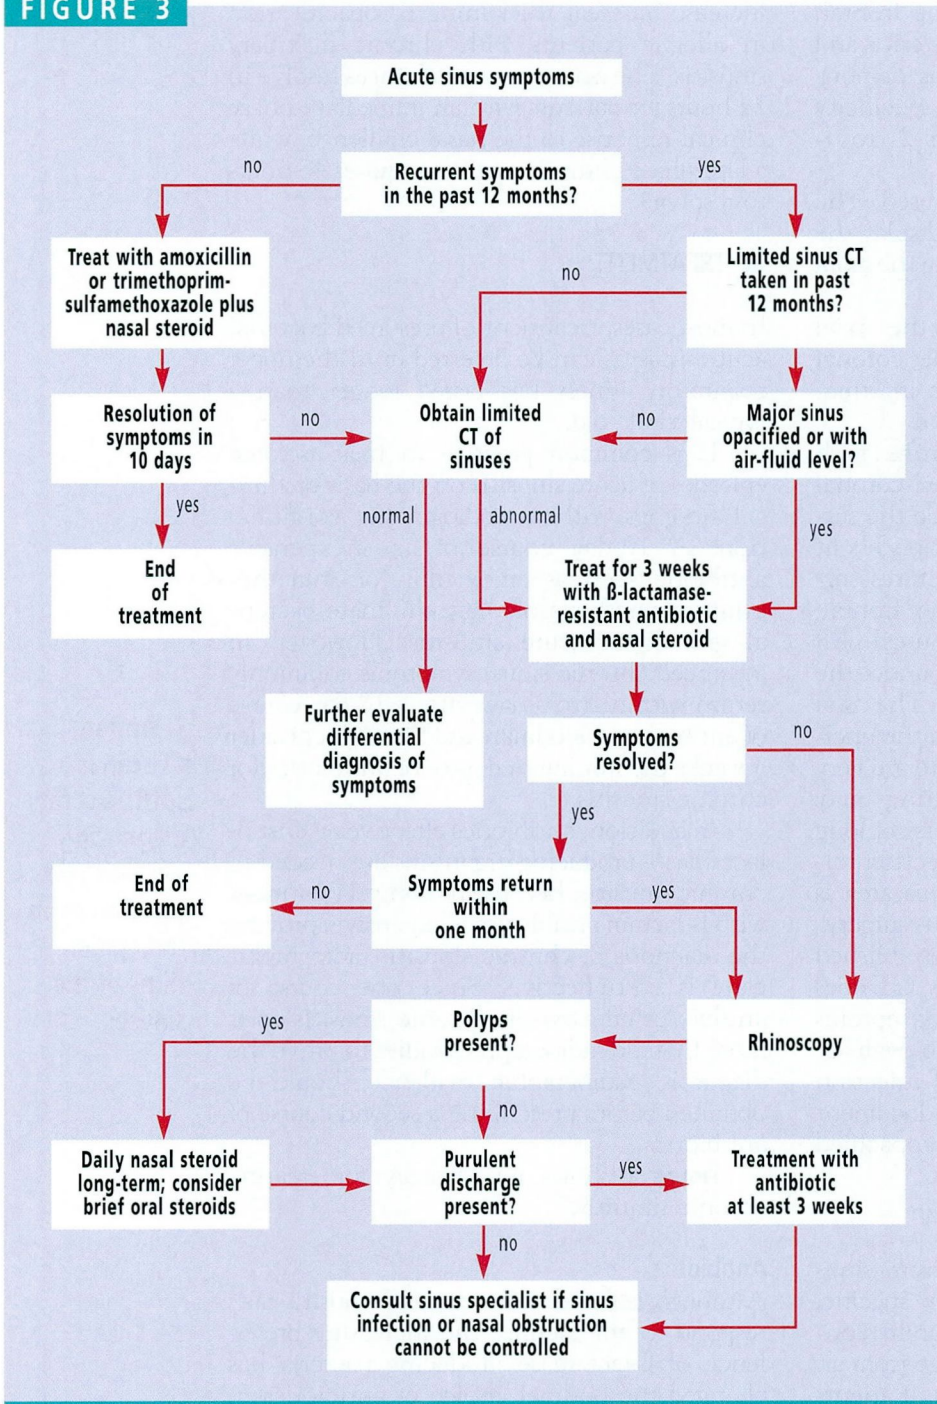 FIGURE 3
Acute sinus symptoms
Recurrent symptoms
in the past 12 months?
no
yes
Treat with amoxicillin
or trimethoprim-
sulfamethoxazole plus
nasal steroid
Limited sinus CT
taken in past
12 months?
no
Resolution of
symptoms in
10 days
no
Obtain limited
CT of
sinuses
no
Major sinus
opacified or with
air-fluid level?
yes
normal
abnormal
yes
End
of
treatment
Treat for 3 weeks
with ß-lactamase-
resistant antibiotic
and nasal steroid
Further evaluate
differential
diagnosis of
symptoms
Symptoms
resolved?
no
yes
End of
treatment
no
Symptoms return
within
one month
yes
yes
Polyps
present?
Rhinoscopy
no
Daily nasal steroid
long-term; consider
brief oral steroids
Purulent
discharge
present?
yes
Treatment with
antibiotic
at least 3 weeks
no
Consult sinus specialist if sinus
infection or nasal obstruction
cannot be controlled